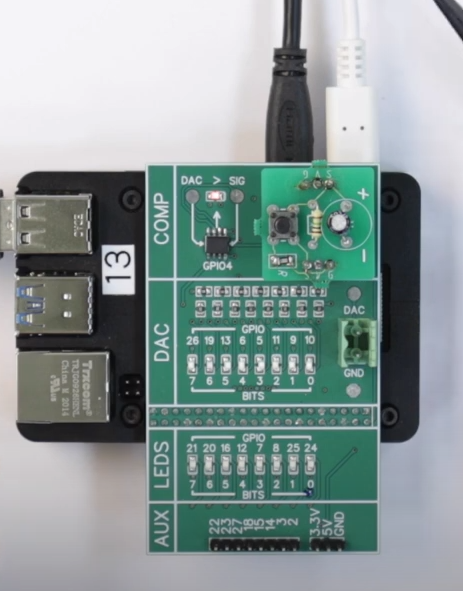 COMP
DAC > SIG
GPIO4
G A S
+
−
13
DAC
GPIO
26 19 13 6 5 11 9 10
7 6 5 4 3 2 1 0
BITS
DAC
GND
LEDS
GPIO
21 20 16 12 7 8 25 24
7 6 5 4 3 2 1 0
BITS
AUX
22 23 27 18 15 14 3 2
3.3V 5V GND
China
2014